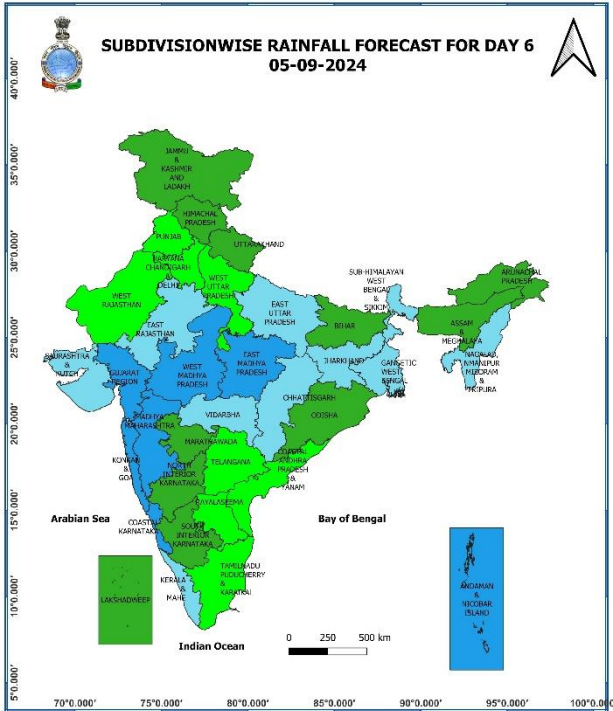 SUBDIVISIONWISE RAINFALL FORECAST FOR DAY 6
05-09-2024
40°0.000'
35°0.000'
30°0.000'
25°0.000'
20°0.000'
15°0.000'
10°0.000'
5°0.000'
JAMMU
&
KASHMIR
AND
LADAKH
HIMACHAL
PRADESH
PUNJAB
UTTARAKHAND
HARYANA
CHANDIGARH
&
DELHI
WEST
UTTAR
PRADESH
WEST
RAJASTHAN
EAST
RAJASTHAN
EAST
UTTAR
PRADESH
SUB-HIMALAYAN
WEST
BENGAL
&
SIKKIM
ARUNACHAL
PRADESH
BIHAR
ASSAM
&
MEGHALAYA
NAGALAD,
NMANIPUR
MIZORAM
&
TRIPURA
SAURASHTRA
&
KUTCH
GUJARAT
REGION
WEST
MADHYA
PRADESH
EAST
MADHYA
PRADESH
JHARKHAND
GANGETIC
WEST
BENGAL
CHHATTISGARH
ODISHA
VIDARBHA
MADHYA
MAHARASHTRA
MARATHAWADA
KONKAN
&
GOA
NORTH
INTERIOR
KARNATAKA
TELANGANA
COASTAL
ANDHRA
PRADESH
&
YANAM
RAYALASEEMA
COASTAL
KARNATAKA
SOUTH
INTERIOR
KARNATAKA
TAMILNADU
PUDUCHERRY
&
KARAIKAL
KERALA
&
MAHE
LAKSHADWEEP
ANDAMAN
&
NICOBAR
ISLAND
Arabian Sea
Bay of Bengal
Indian Ocean
0 250 500 km
70°0.000' 75°0.000' 80°0.000' 85°0.000' 90°0.000' 95°0.000' 100°0.000'